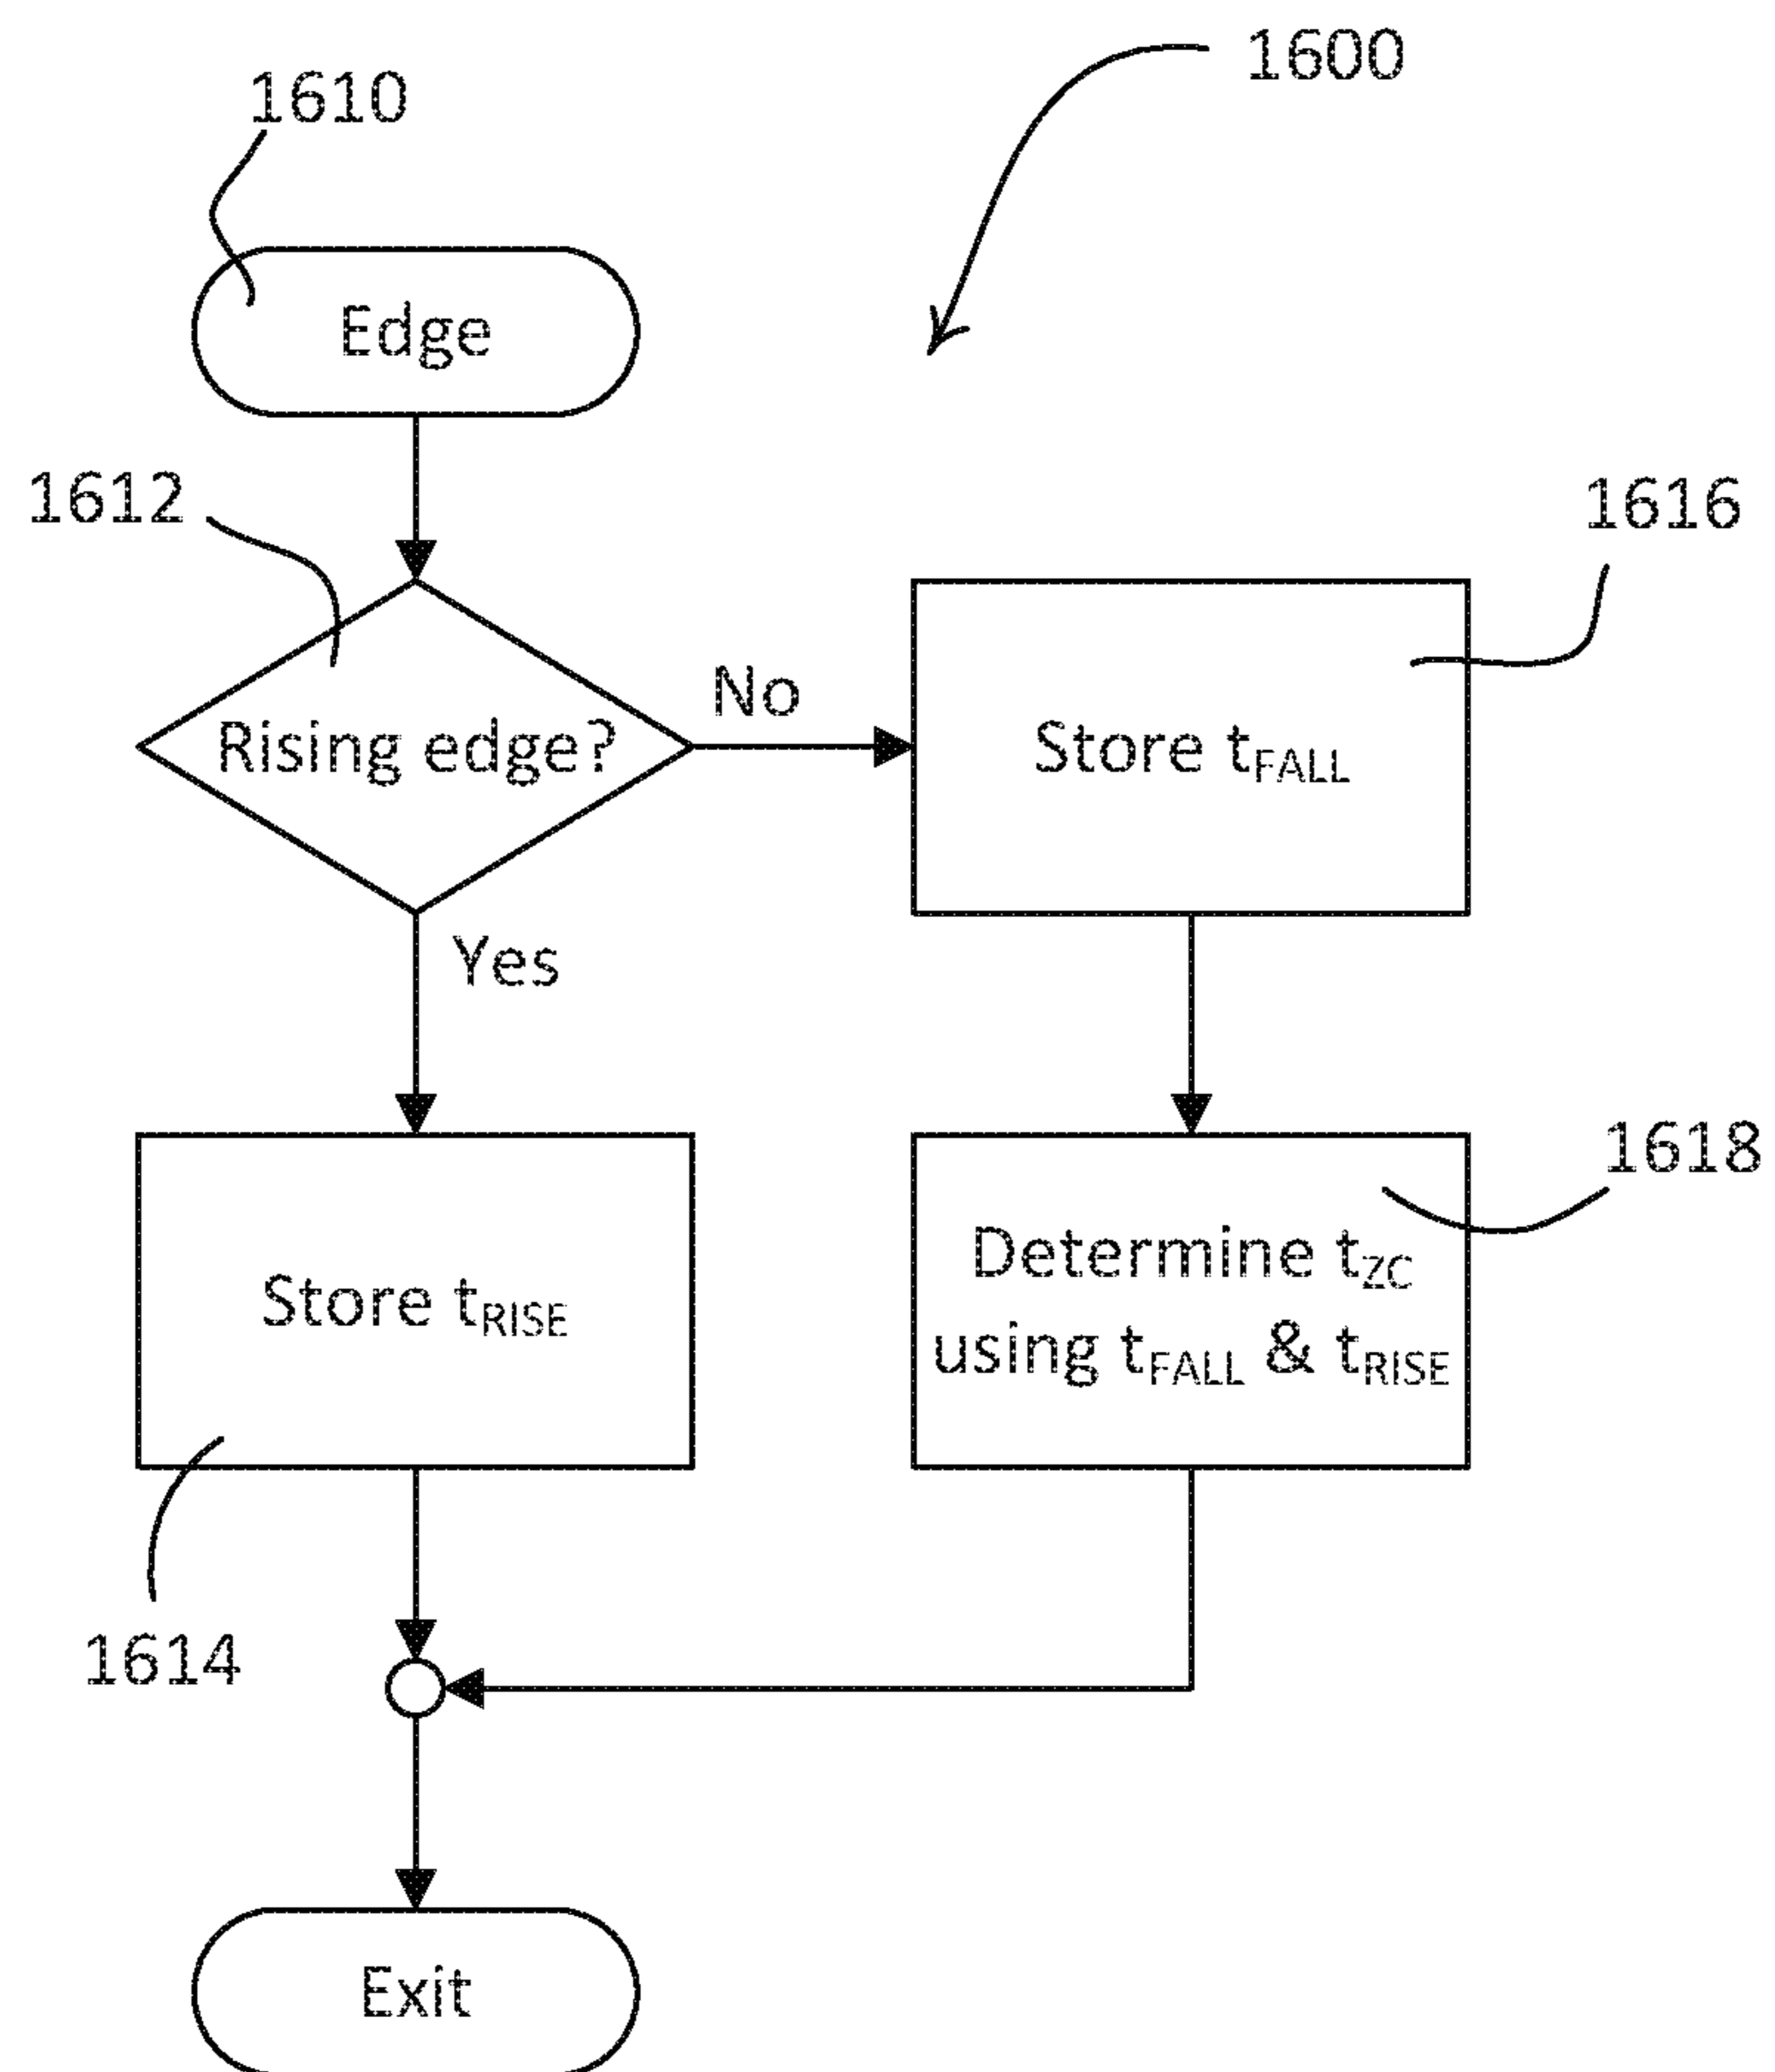 1600
1610
Edge
1612
1616
Rising edge?
No
Store tFALL
Yes
1618
Store tRISE
Determine tZC
using tFALL & tRISE
1614
Exit